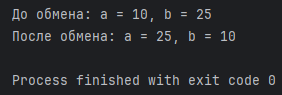 До обмена: a = 10, b = 25
После обмена: a = 25, b = 10
Process finished with exit code 0